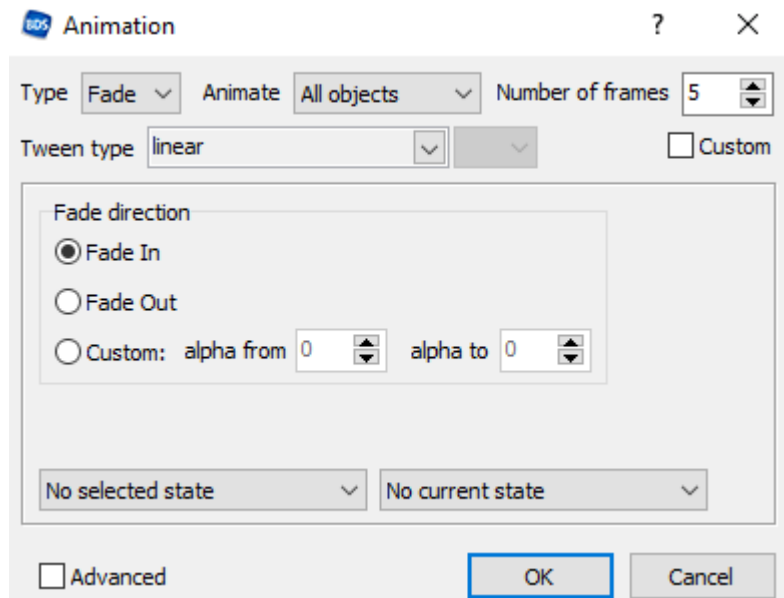 BDS Animation ?
Type Fade Animate All objects Number of frames 5
Tween type linear Custom
Fade direction
Fade In
Fade Out
Custom: alpha from 0 alpha to 0
No selected state No current state
Advanced OK Cancel